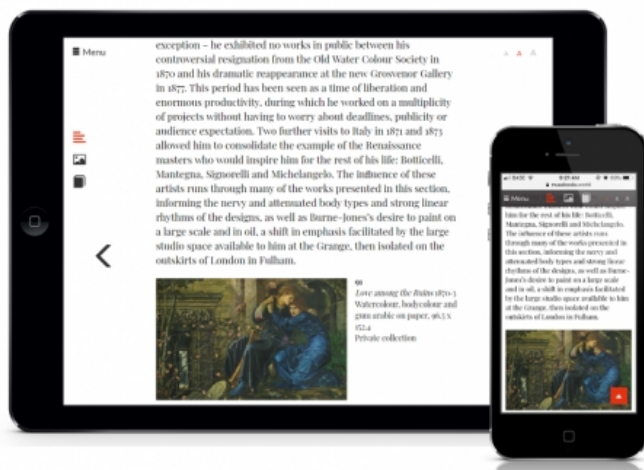 Menu
A A A
exception – he exhibited no works in public between his
controversial resignation from the Old Water Colour Society in
1870 and his dramatic reappearance at the new Grosvenor Gallery
in 1877. This period has been seen as a time of liberation and
enormous productivity, during which he worked on a multiplicity
of projects without having to worry about deadlines, publicity or
audience expectation. Two further visits to Italy in 1871 and 1873
allowed him to consolidate the example of the Renaissance
masters who would inspire him for the rest of his life: Botticelli,
Mantegna, Signorelli and Michelangelo. The influence of these
artists runs through many of the works presented in this section,
informing the nervy and attenuated body types and strong linear
rhythms of the designs, as well as Burne-Jones's desire to paint on
a large scale and in oil, a shift in emphasis facilitated by the large
studio space available to him at the Grange, then isolated on the
outskirts of London in Fulham.
Love among the Ruins 1870-3
Watercolour, bodycolour and
gum arabic on paper, 96.5 x
152.4
Private collection
Menu
him for the rest of his life: Botticelli,
Mantegna, Signorelli and Michelangelo.
The influence of these artists runs
through many of the works presented in
this section, informing the nervy and
attenuated body types and strong linear
rhythms of the designs, as well as Burne-
Jones's desire to paint on a large scale
and in oil, a shift in emphasis facilitated
by the large studio space available to him
at the Grange, then isolated on the
outskirts of London in Fulham.